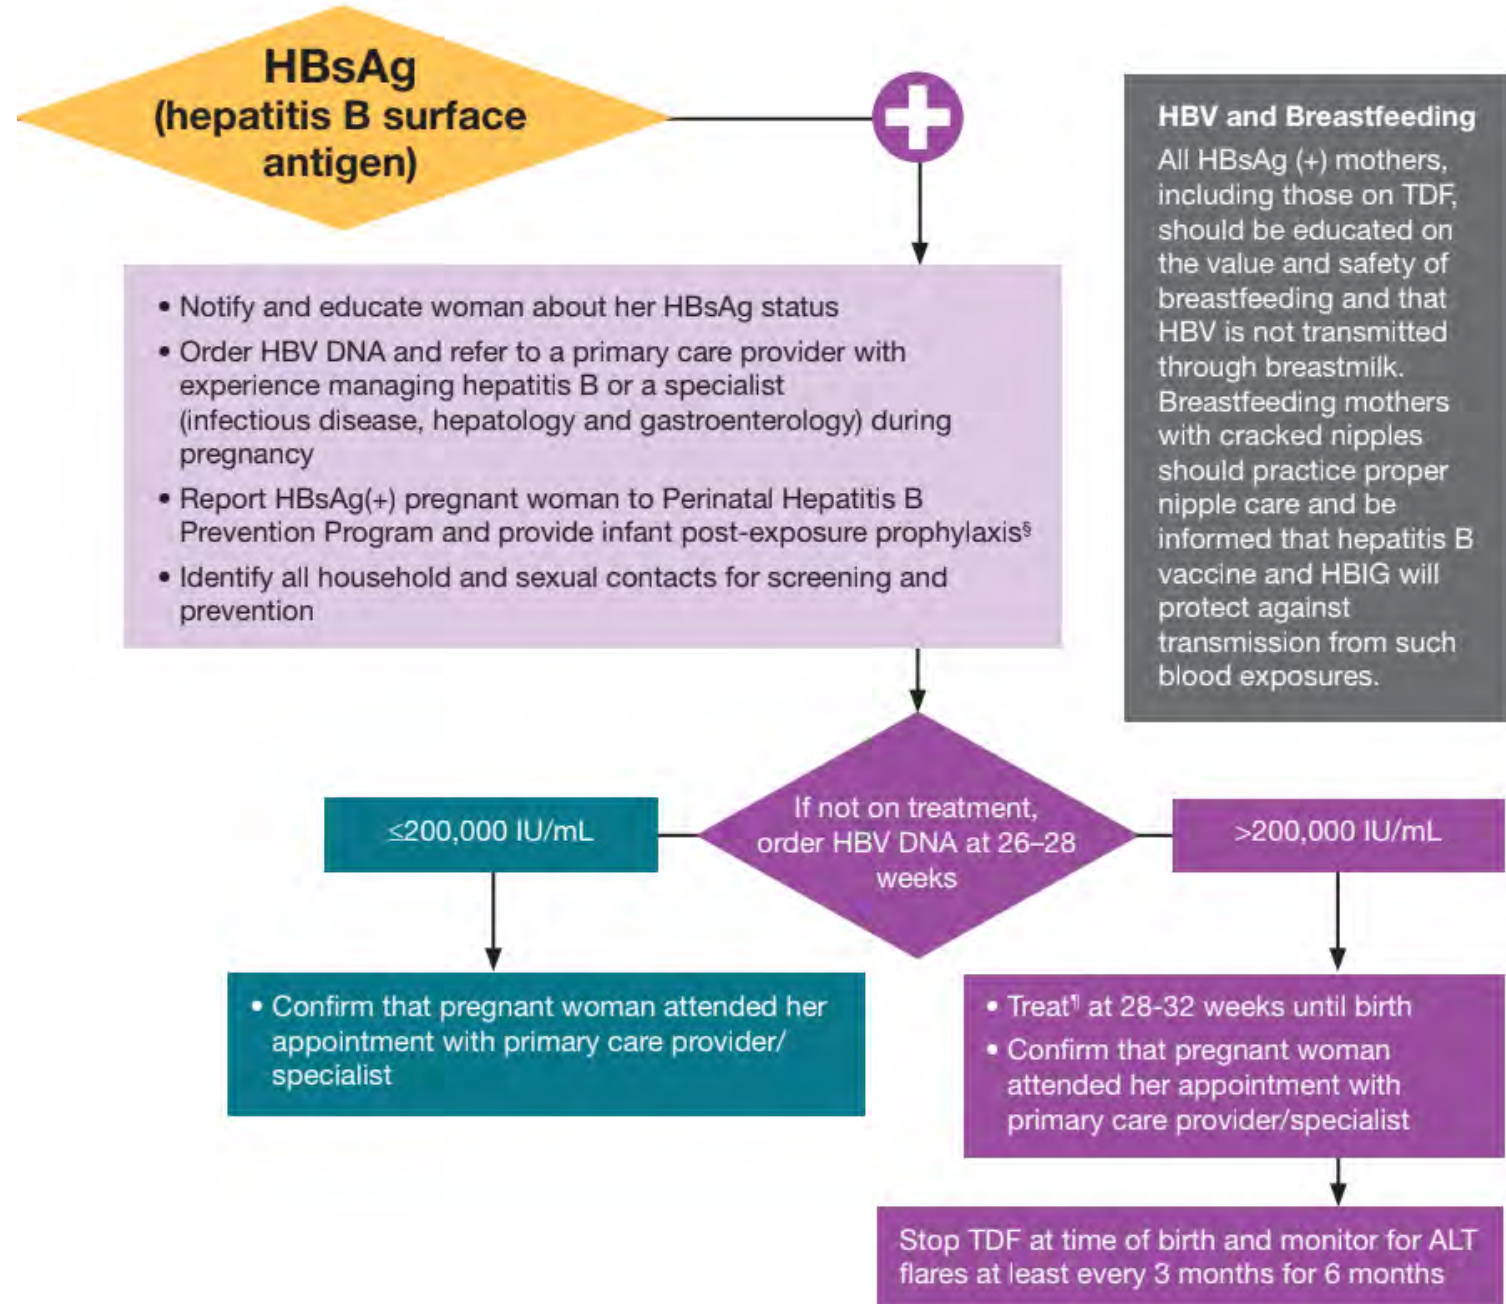 HBsAg
(hepatitis B surface
antigen)
• Notify and educate woman about her HBsAg status
• Order HBV DNA and refer to a primary care provider with
experience managing hepatitis B or a specialist
(infectious disease, hepatology and gastroenterology) during
pregnancy
• Report HBsAg(+) pregnant woman to Perinatal Hepatitis B
Prevention Program and provide infant post-exposure prophylaxis§
• Identify all household and sexual contacts for screening and
prevention
HBV and Breastfeeding
All HBsAg (+) mothers,
including those on TDF,
should be educated on
the value and safety of
breastfeeding and that
HBV is not transmitted
through breastmilk.
Breastfeeding mothers
with cracked nipples
should practice proper
nipple care and be
informed that hepatitis B
vaccine and HBIG will
protect against
transmission from such
blood exposures.
If not on treatment,
order HBV DNA at 26–28
weeks
≤200,000 IU/mL
• Confirm that pregnant woman attended her
appointment with primary care provider/
specialist
>200,000 IU/mL
• Treat¶ at 28-32 weeks until birth
• Confirm that pregnant woman
attended her appointment with
primary care provider/specialist
Stop TDF at time of birth and monitor for ALT
flares at least every 3 months for 6 months